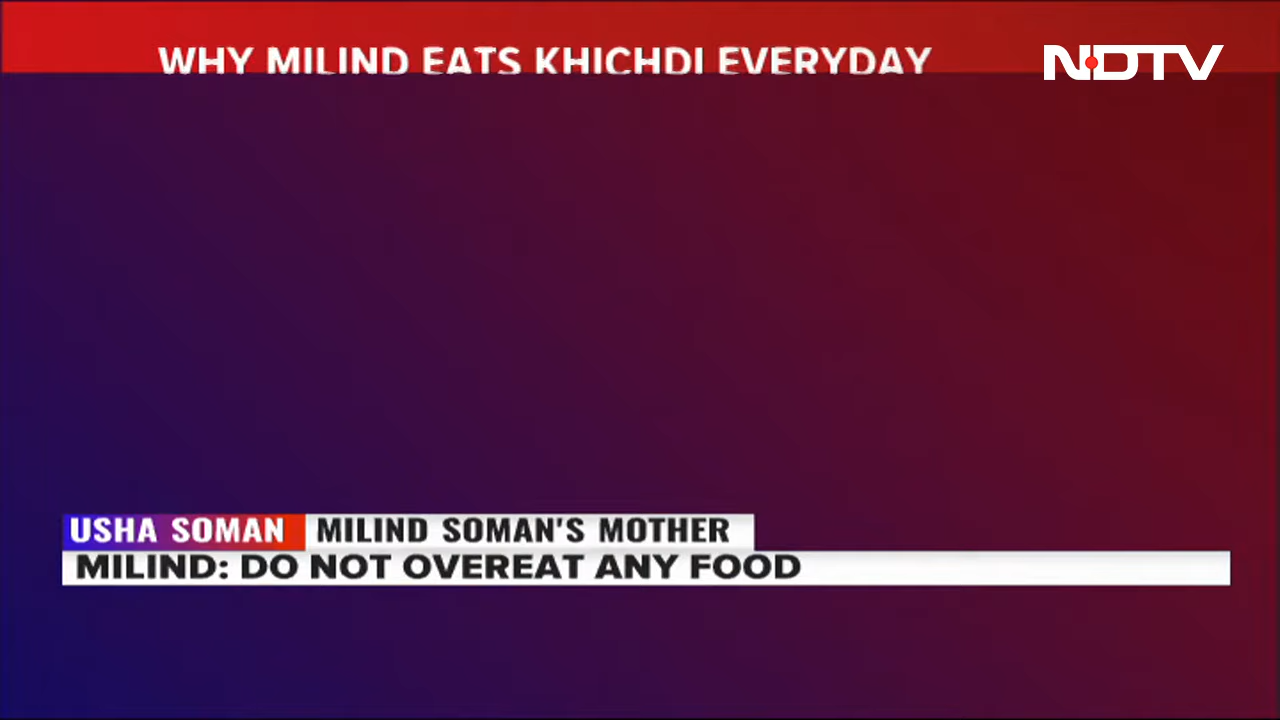 WHY MILIND EATS KHICHDI EVERYDAY
NDTV
USHA SOMAN MILIND SOMAN'S MOTHER
MILIND: DO NOT OVEREAT ANY FOOD